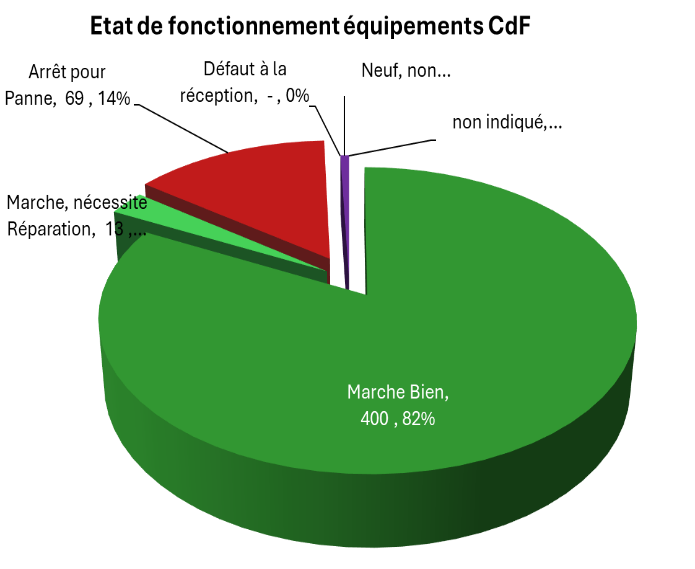 Etat de fonctionnement équipements CdF
Arrêt pour
Panne, 69 , 14%
Défaut à la
réception, - , 0%
Neuf, non...
non indiqué,...
Marche, nécessite
Réparation, 13 ,...
Marche Bien,
400 , 82%